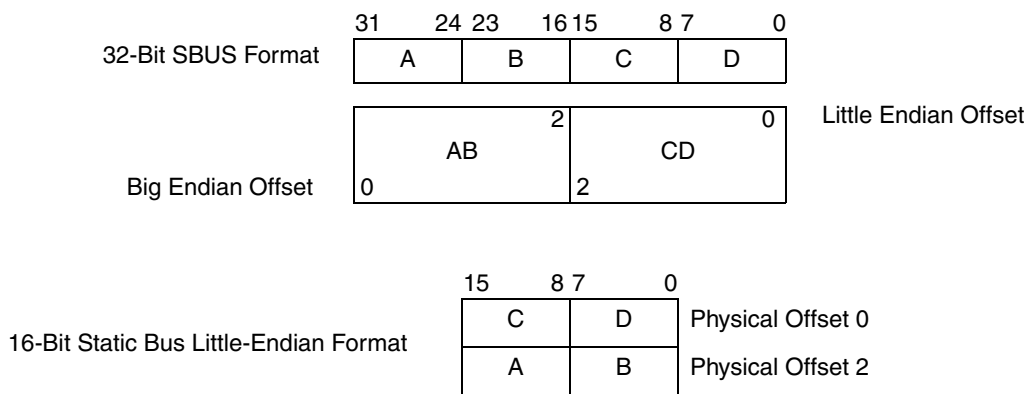 31 24 23 16 15 8 7 0
32-Bit SBUS Format A B C D
2 0 Little Endian Offset
AB CD
Big Endian Offset 0 2
15 8 7 0
C D Physical Offset 0
16-Bit Static Bus Little-Endian Format
A B Physical Offset 2